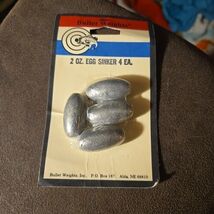 Bullet Weights
2 OZ. EGG SINKER 4 EA.
Bullet Weights, Inc. P.O. Box 187 Alda, NE 68810